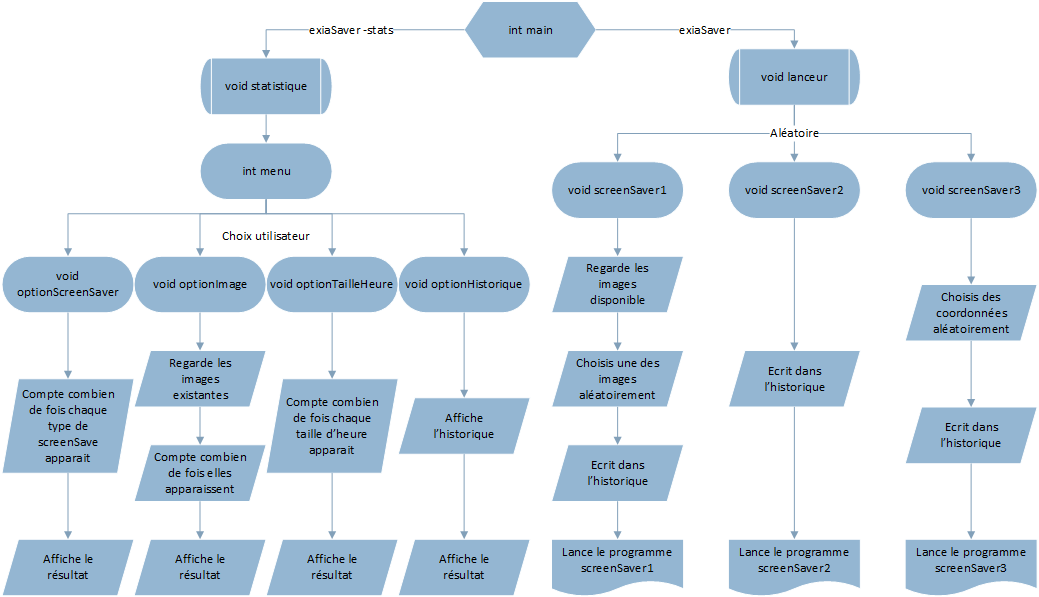 int main
exiaSaver -stats
exiaSaver
void statistique
void lanceur
Aléatoire
int menu
void screenSaver1
void screenSaver2
void screenSaver3
Choix utilisateur
void
optionScreenSaver
void optionImage
void optionTailleHeure
void optionHistorique
Regarde les
images
disponible
Choisis des
coordonnées
aléatoirement
Regarde les
images
existantes
Choisis une des
images
aléatoirement
Ecrit dans
l’historique
Compte combien
de fois chaque
type de
screenSave
apparait
Compte combien
de fois chaque
taille d’heure
apparait
Affiche
l’historique
Ecrit dans
l’historique
Compte combien
de fois elles
apparaissent
Ecrit dans
l’historique
Affiche le
résultat
Affiche le
résultat
Affiche le
résultat
Affiche le
résultat
Lance le programme
screenSaver1
Lance le programme
screenSaver2
Lance le programme
screenSaver3